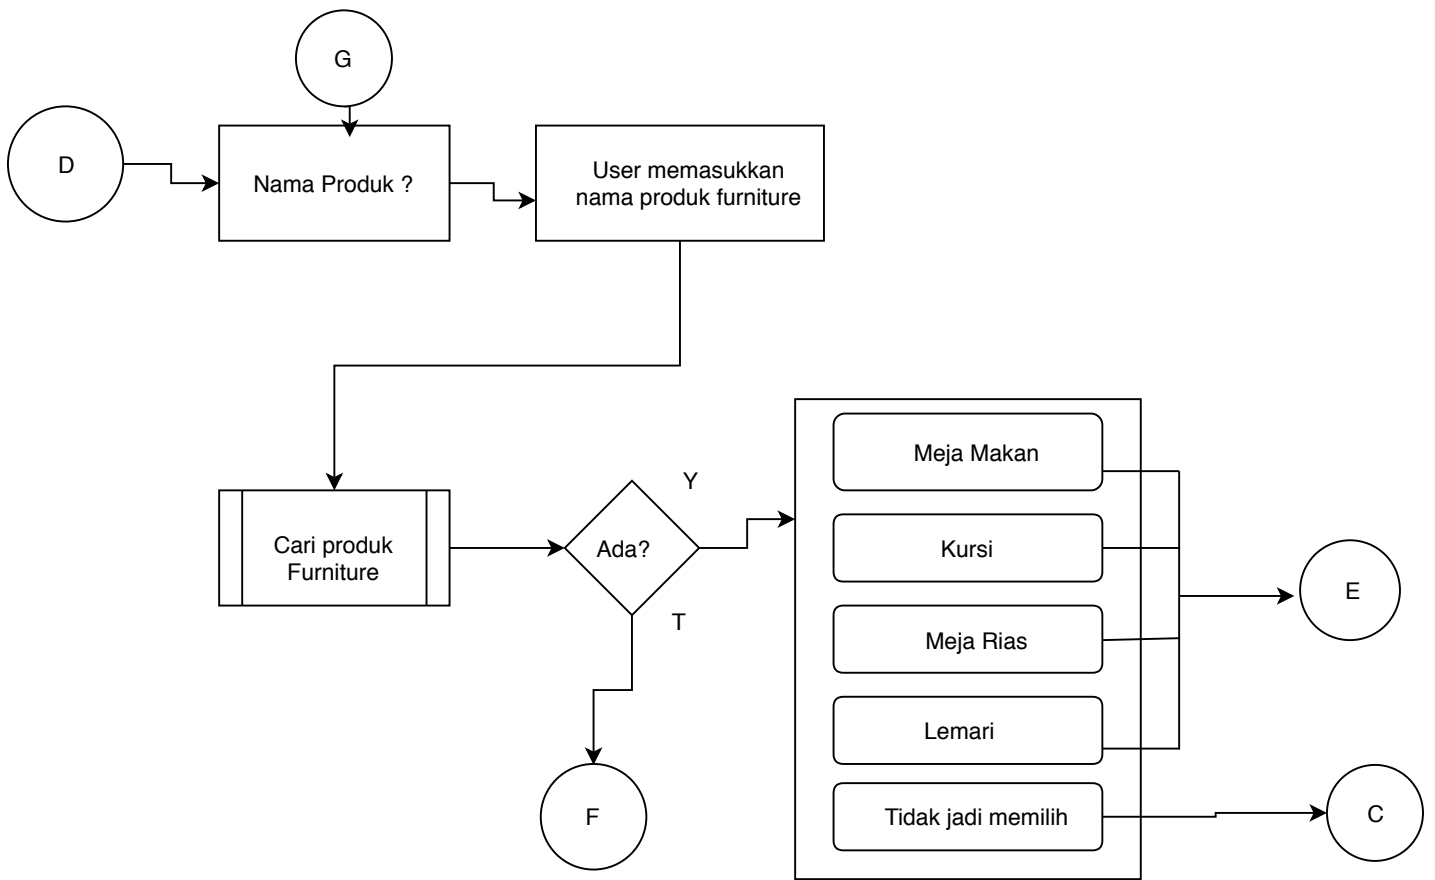 G
D
Nama Produk ?
User memasukkan
nama produk furniture
Y
Meja Makan
Cari produk
Furniture
Ada?
Kursi
T
Meja Rias
E
Lemari
F
Tidak jadi memilih
C